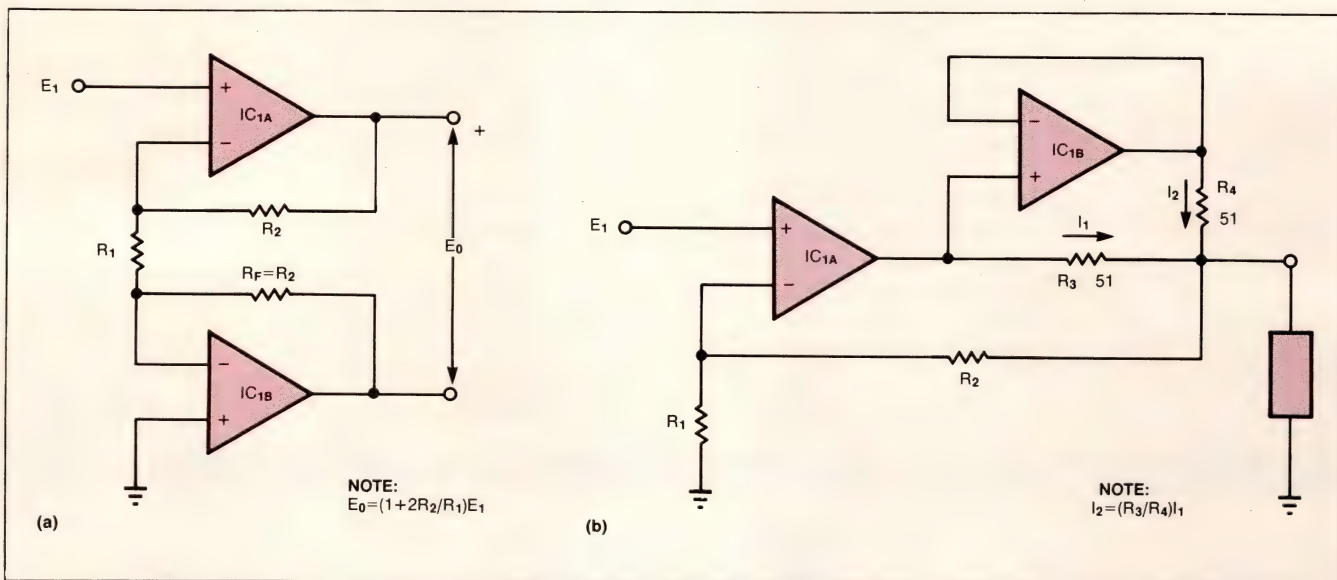 E₁
+
IC₁A
−
+
R₂
R₁
E₀
R_F=R₂
−
IC₁B
+
NOTE:
E₀=(1+2R₂/R₁)E₁
(a)
−
IC₁B
+
I₂
R₄
51
E₁
+
IC₁A
−
I₁
R₃ 51
R₂
R₁
NOTE:
I₂=(R₃/R₄)I₁
(b)